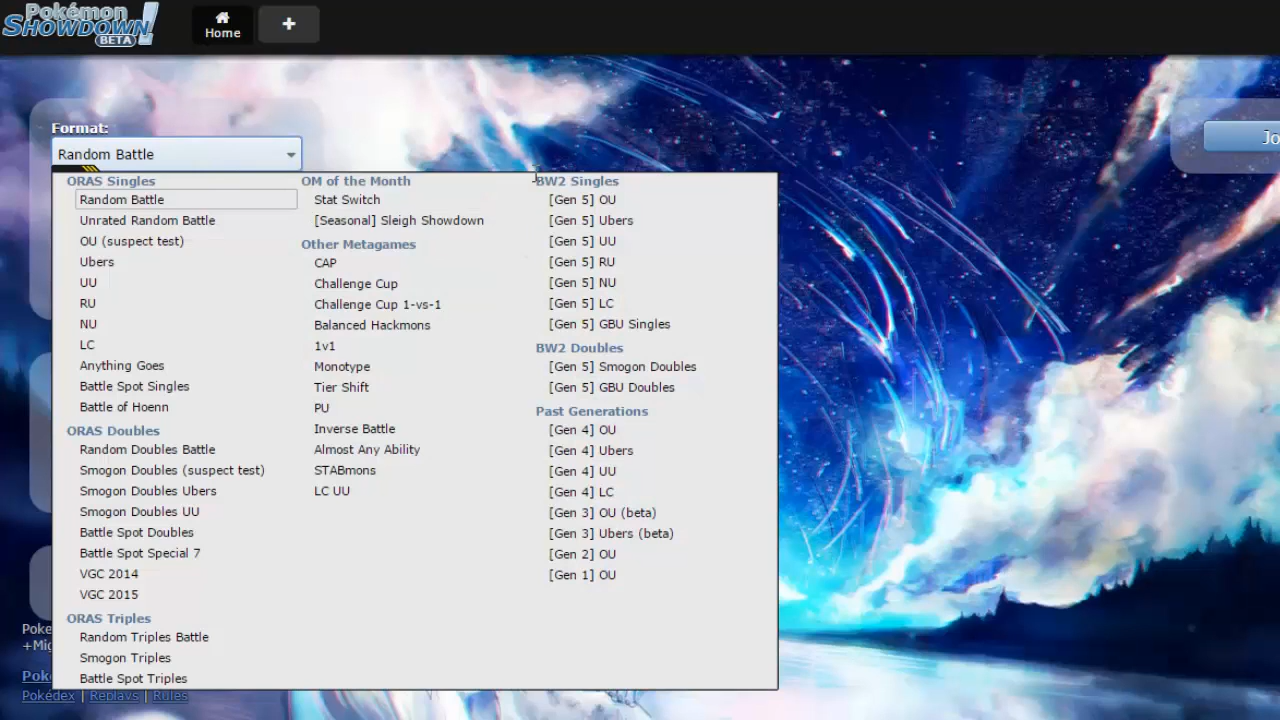 Pokémon
SHOWDOWN!
BETA
Home
Format:
Random Battle
ORAS Singles
Random Battle
Unrated Random Battle
OU (suspect test)
Ubers
UU
RU
NU
LC
Anything Goes
Battle Spot Singles
Battle of Hoenn
ORAS Doubles
Random Doubles Battle
Smogon Doubles (suspect test)
Smogon Doubles Ubers
Smogon Doubles UU
Battle Spot Doubles
Battle Spot Special 7
VGC 2014
VGC 2015
ORAS Triples
Random Triples Battle
Smogon Triples
Battle Spot Triples
OM of the Month
Stat Switch
[Seasonal] Sleigh Showdown
Other Metagames
CAP
Challenge Cup
Challenge Cup 1-vs-1
Balanced Hackmons
1v1
Monotype
Tier Shift
PU
Inverse Battle
Almost Any Ability
STABmons
LC UU
BW2 Singles
[Gen 5] OU
[Gen 5] Ubers
[Gen 5] UU
[Gen 5] RU
[Gen 5] NU
[Gen 5] LC
[Gen 5] GBU Singles
BW2 Doubles
[Gen 5] Smogon Doubles
[Gen 5] GBU Doubles
Past Generations
[Gen 4] OU
[Gen 4] Ubers
[Gen 4] UU
[Gen 4] LC
[Gen 3] OU (beta)
[Gen 3] Ubers (beta)
[Gen 2] OU
[Gen 1] OU
Jo
Poke
+Mig
Pok
Pokédex | Replays | Rules